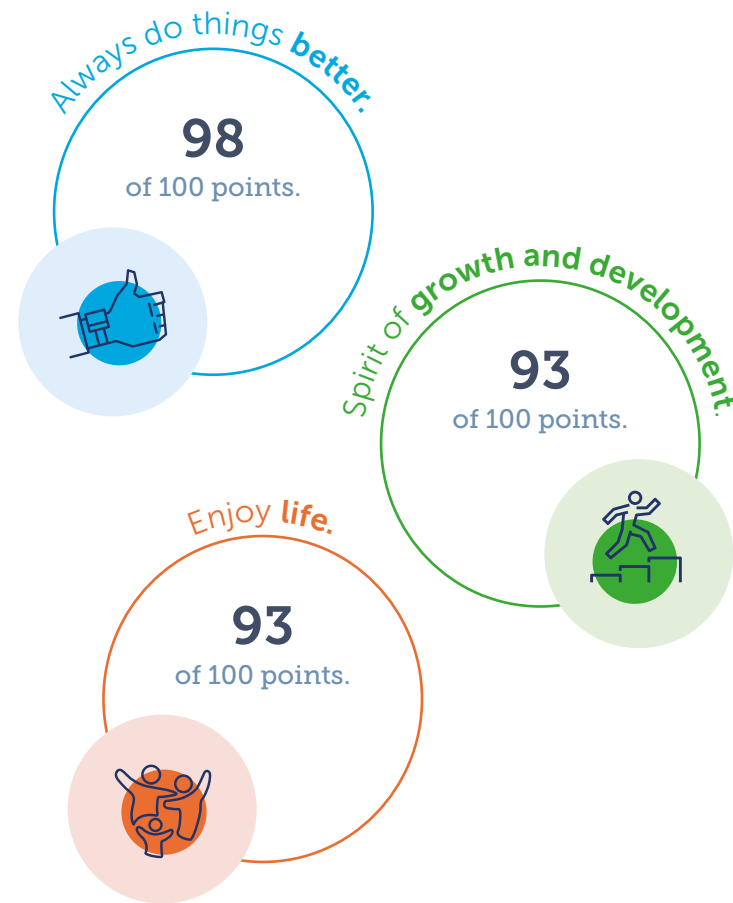 Always do things better.
98
of 100 points.
Spirit of growth and development.
93
of 100 points.
Enjoy life.
93
of 100 points.